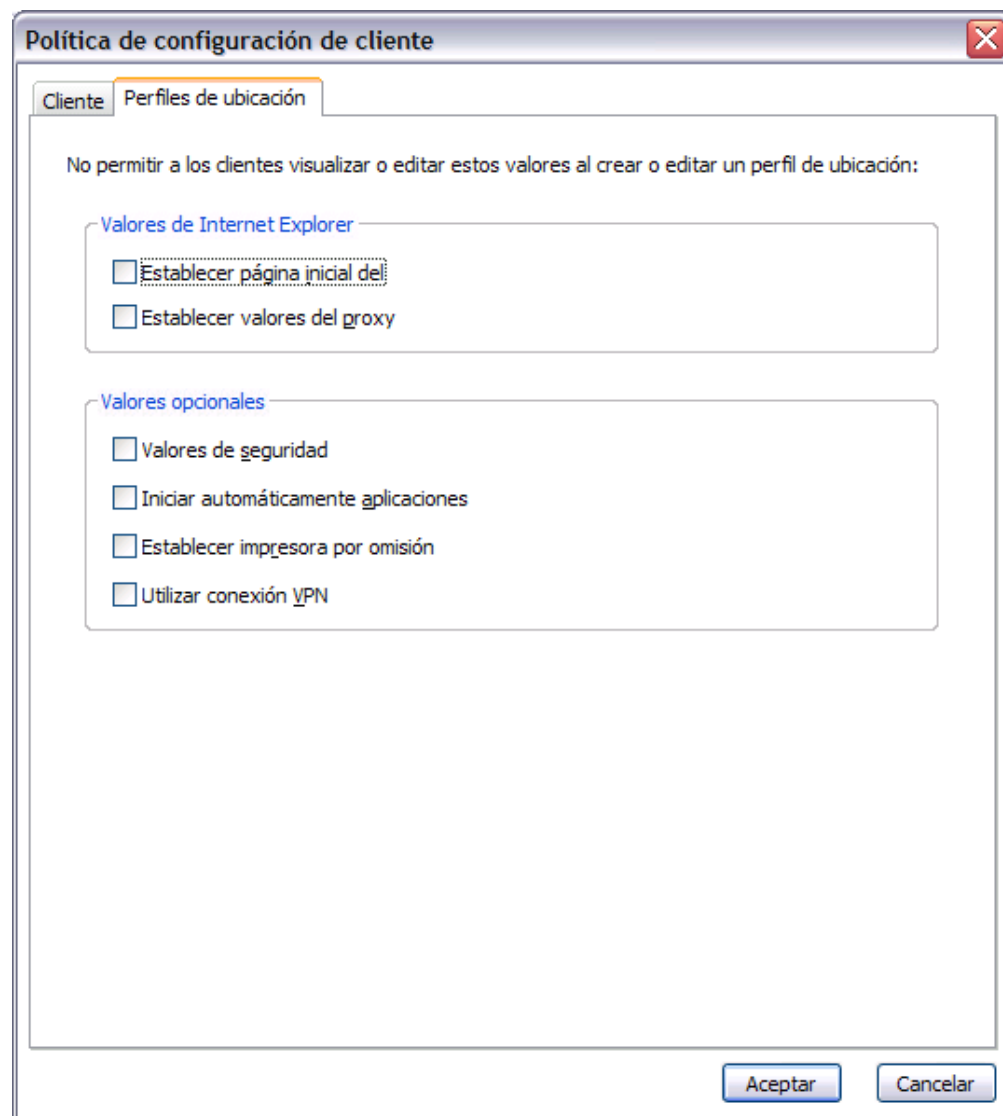 Política de configuración de cliente
Cliente
Perfiles de ubicación
No permitir a los clientes visualizar o editar estos valores al crear o editar un perfil de ubicación:
Valores de Internet Explorer
Establecer página inicial del
Establecer valores del proxy
Valores opcionales
Valores de seguridad
Iniciar automáticamente aplicaciones
Establecer impresora por omisión
Utilizar conexión VPN
Aceptar
Cancelar